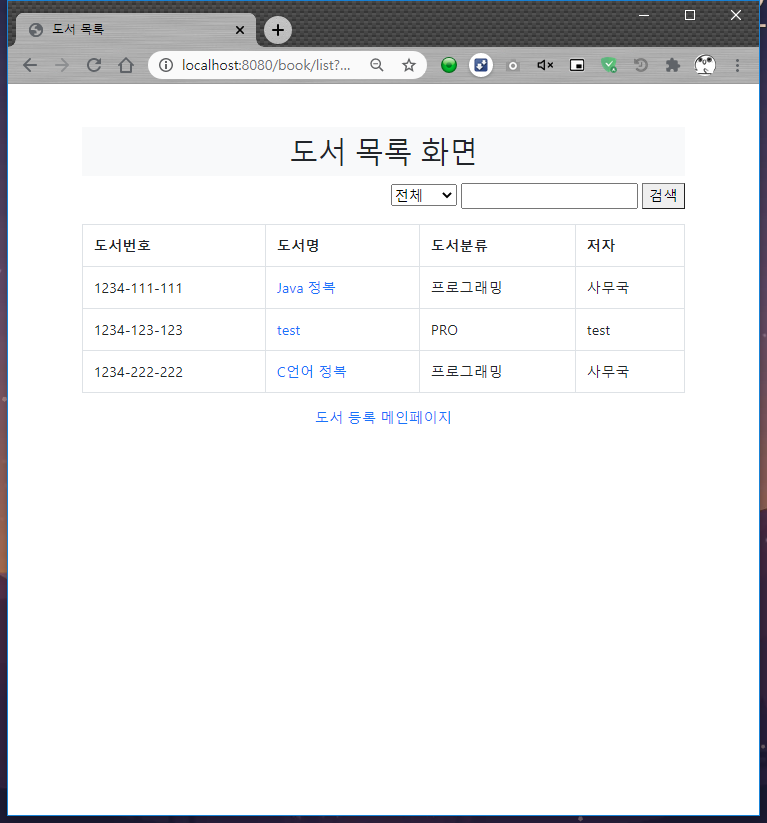 도서 목록
localhost:8080/book/list?...
도서 목록 화면
전체 검색
도서번호 도서명 도서분류 저자
1234-111-111 Java 정복 프로그래밍 사무국
1234-123-123 test PRO test
1234-222-222 C언어 정복 프로그래밍 사무국
도서 등록 메인페이지